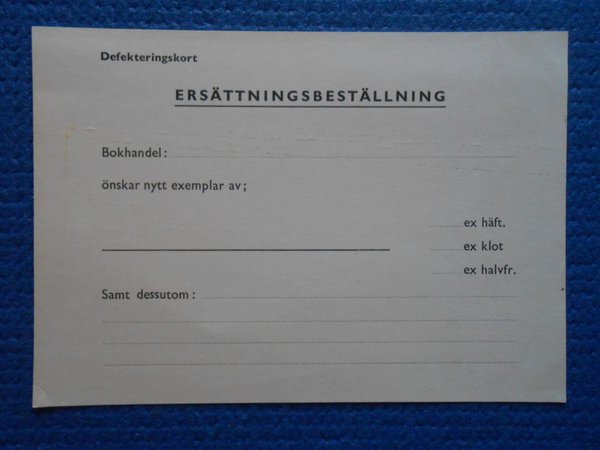 Defekteringskort
ERSÄTTNINGSBESTÄLLNING
Bokhandel:
önskar nytt exemplar av;
ex häft.
ex klot
ex halvfr.
Samt dessutom: